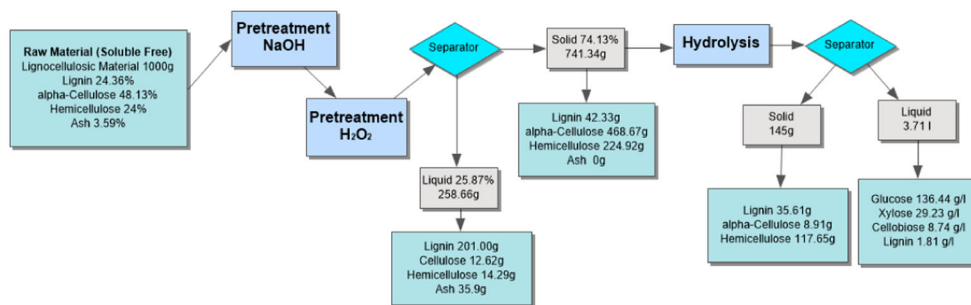 Raw Material (Soluble Free)
Lignocellulosic Material 1000g
Lignin 24.36%
alpha-Cellulose 48.13%
Hemicellulose 24%
Ash 3.59%
Pretreatment
NaOH
Pretreatment
H₂O₂
Separator
Liquid 25.87%
258.66g
Lignin 201.00g
Cellulose 12.62g
Hemicellulose 14.29g
Ash 35.9g
Solid 74.13%
741.34g
Lignin 42.33g
alpha-Cellulose 468.67g
Hemicellulose 224.92g
Ash 0g
Hydrolysis
Separator
Solid
145g
Lignin 35.61g
alpha-Cellulose 8.91g
Hemicellulose 117.65g
Liquid
3.71 l
Glucose 136.44 g/l
Xylose 29.23 g/l
Cellobiose 8.74 g/l
Lignin 1.81 g/l